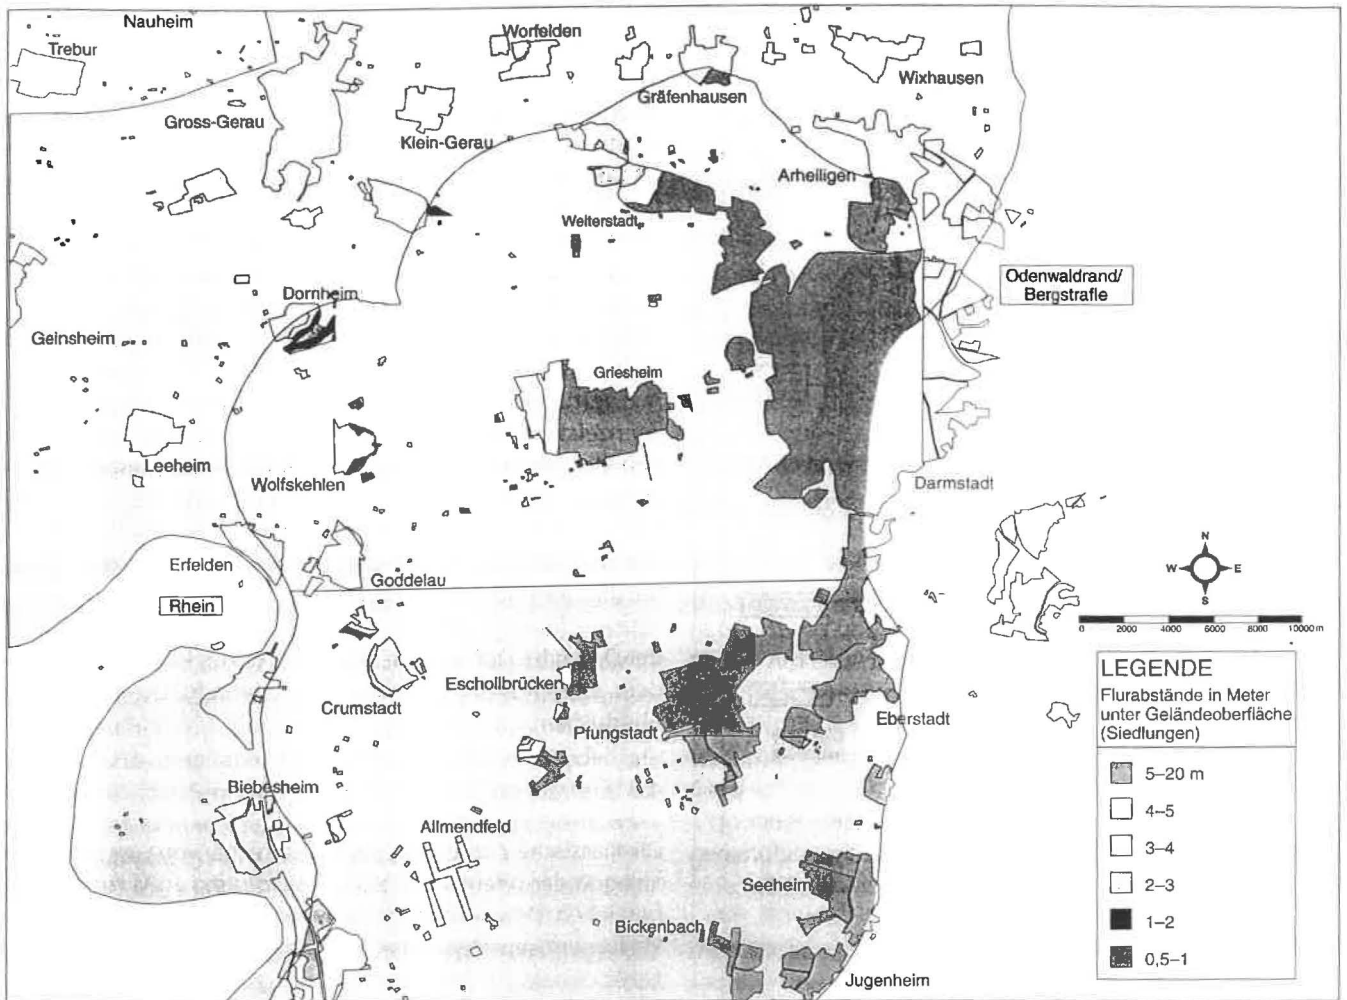 Nauheim
Trebur
Worfelden
Wixhausen
Gräfenhausen
Gross-Gerau
Klein-Gerau
Arheiligen
Weiterstadt
Odenwaldrand/
Bergstraße
Dornheim
Geinsheim
Griesheim
Leeheim
Wolfskehlen
Darmstadt
Erfelden
Goddelau
Rhein
N
W
E
S
0 2000 4000 6000 8000 10000 m
Eschollbrücken
Crumstadt
Pfungstadt
Eberstadt
Biebesheim
Allmendfeld
Seeheim
Bickenbach
Jugenheim
LEGENDE
Flurabstände in Meter
unter Geländeoberfläche
(Siedlungen)
5–20 m
4–5
3–4
2–3
1–2
0,5–1